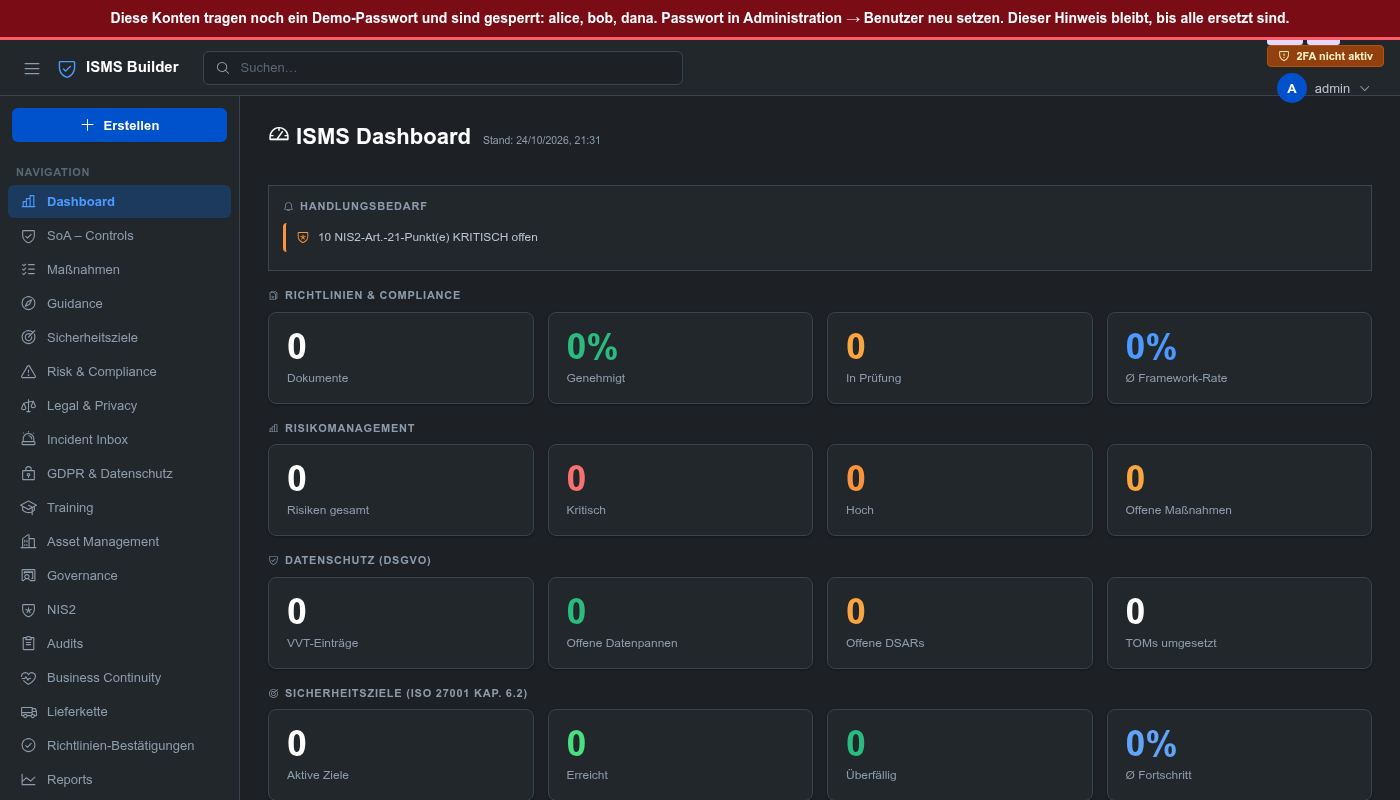 Diese Konten tragen noch ein Demo-Passwort und sind gesperrt: alice, bob, dana. Passwort in Administration → Benutzer neu setzen. Dieser Hinweis bleibt, bis alle ersetzt sind.
ISMS Builder
Suchen…
2FA nicht aktiv
A
admin
Erstellen
NAVIGATION
Dashboard
SoA – Controls
Maßnahmen
Guidance
Sicherheitsziele
Risk & Compliance
Legal & Privacy
Incident Inbox
GDPR & Datenschutz
Training
Asset Management
Governance
NIS2
Audits
Business Continuity
Lieferkette
Richtlinien-Bestätigungen
Reports
ISMS Dashboard
Stand: 24/10/2026, 21:31
HANDLUNGSBEDARF
10 NIS2-Art.-21-Punkt(e) KRITISCH offen
RICHTLINIEN & COMPLIANCE
0 0% 0 0%
Dokumente Genehmigt In Prüfung Ø Framework-Rate
RISIKOMANAGEMENT
0 0 0 0
Risiken gesamt Kritisch Hoch Offene Maßnahmen
DATENSCHUTZ (DSGVO)
0 0 0 0
VVT-Einträge Offene Datenpannen Offene DSARs TOMs umgesetzt
SICHERHEITSZIELE (ISO 27001 KAP. 6.2)
0 0 0 0%
Aktive Ziele Erreicht Überfällig Ø Fortschritt